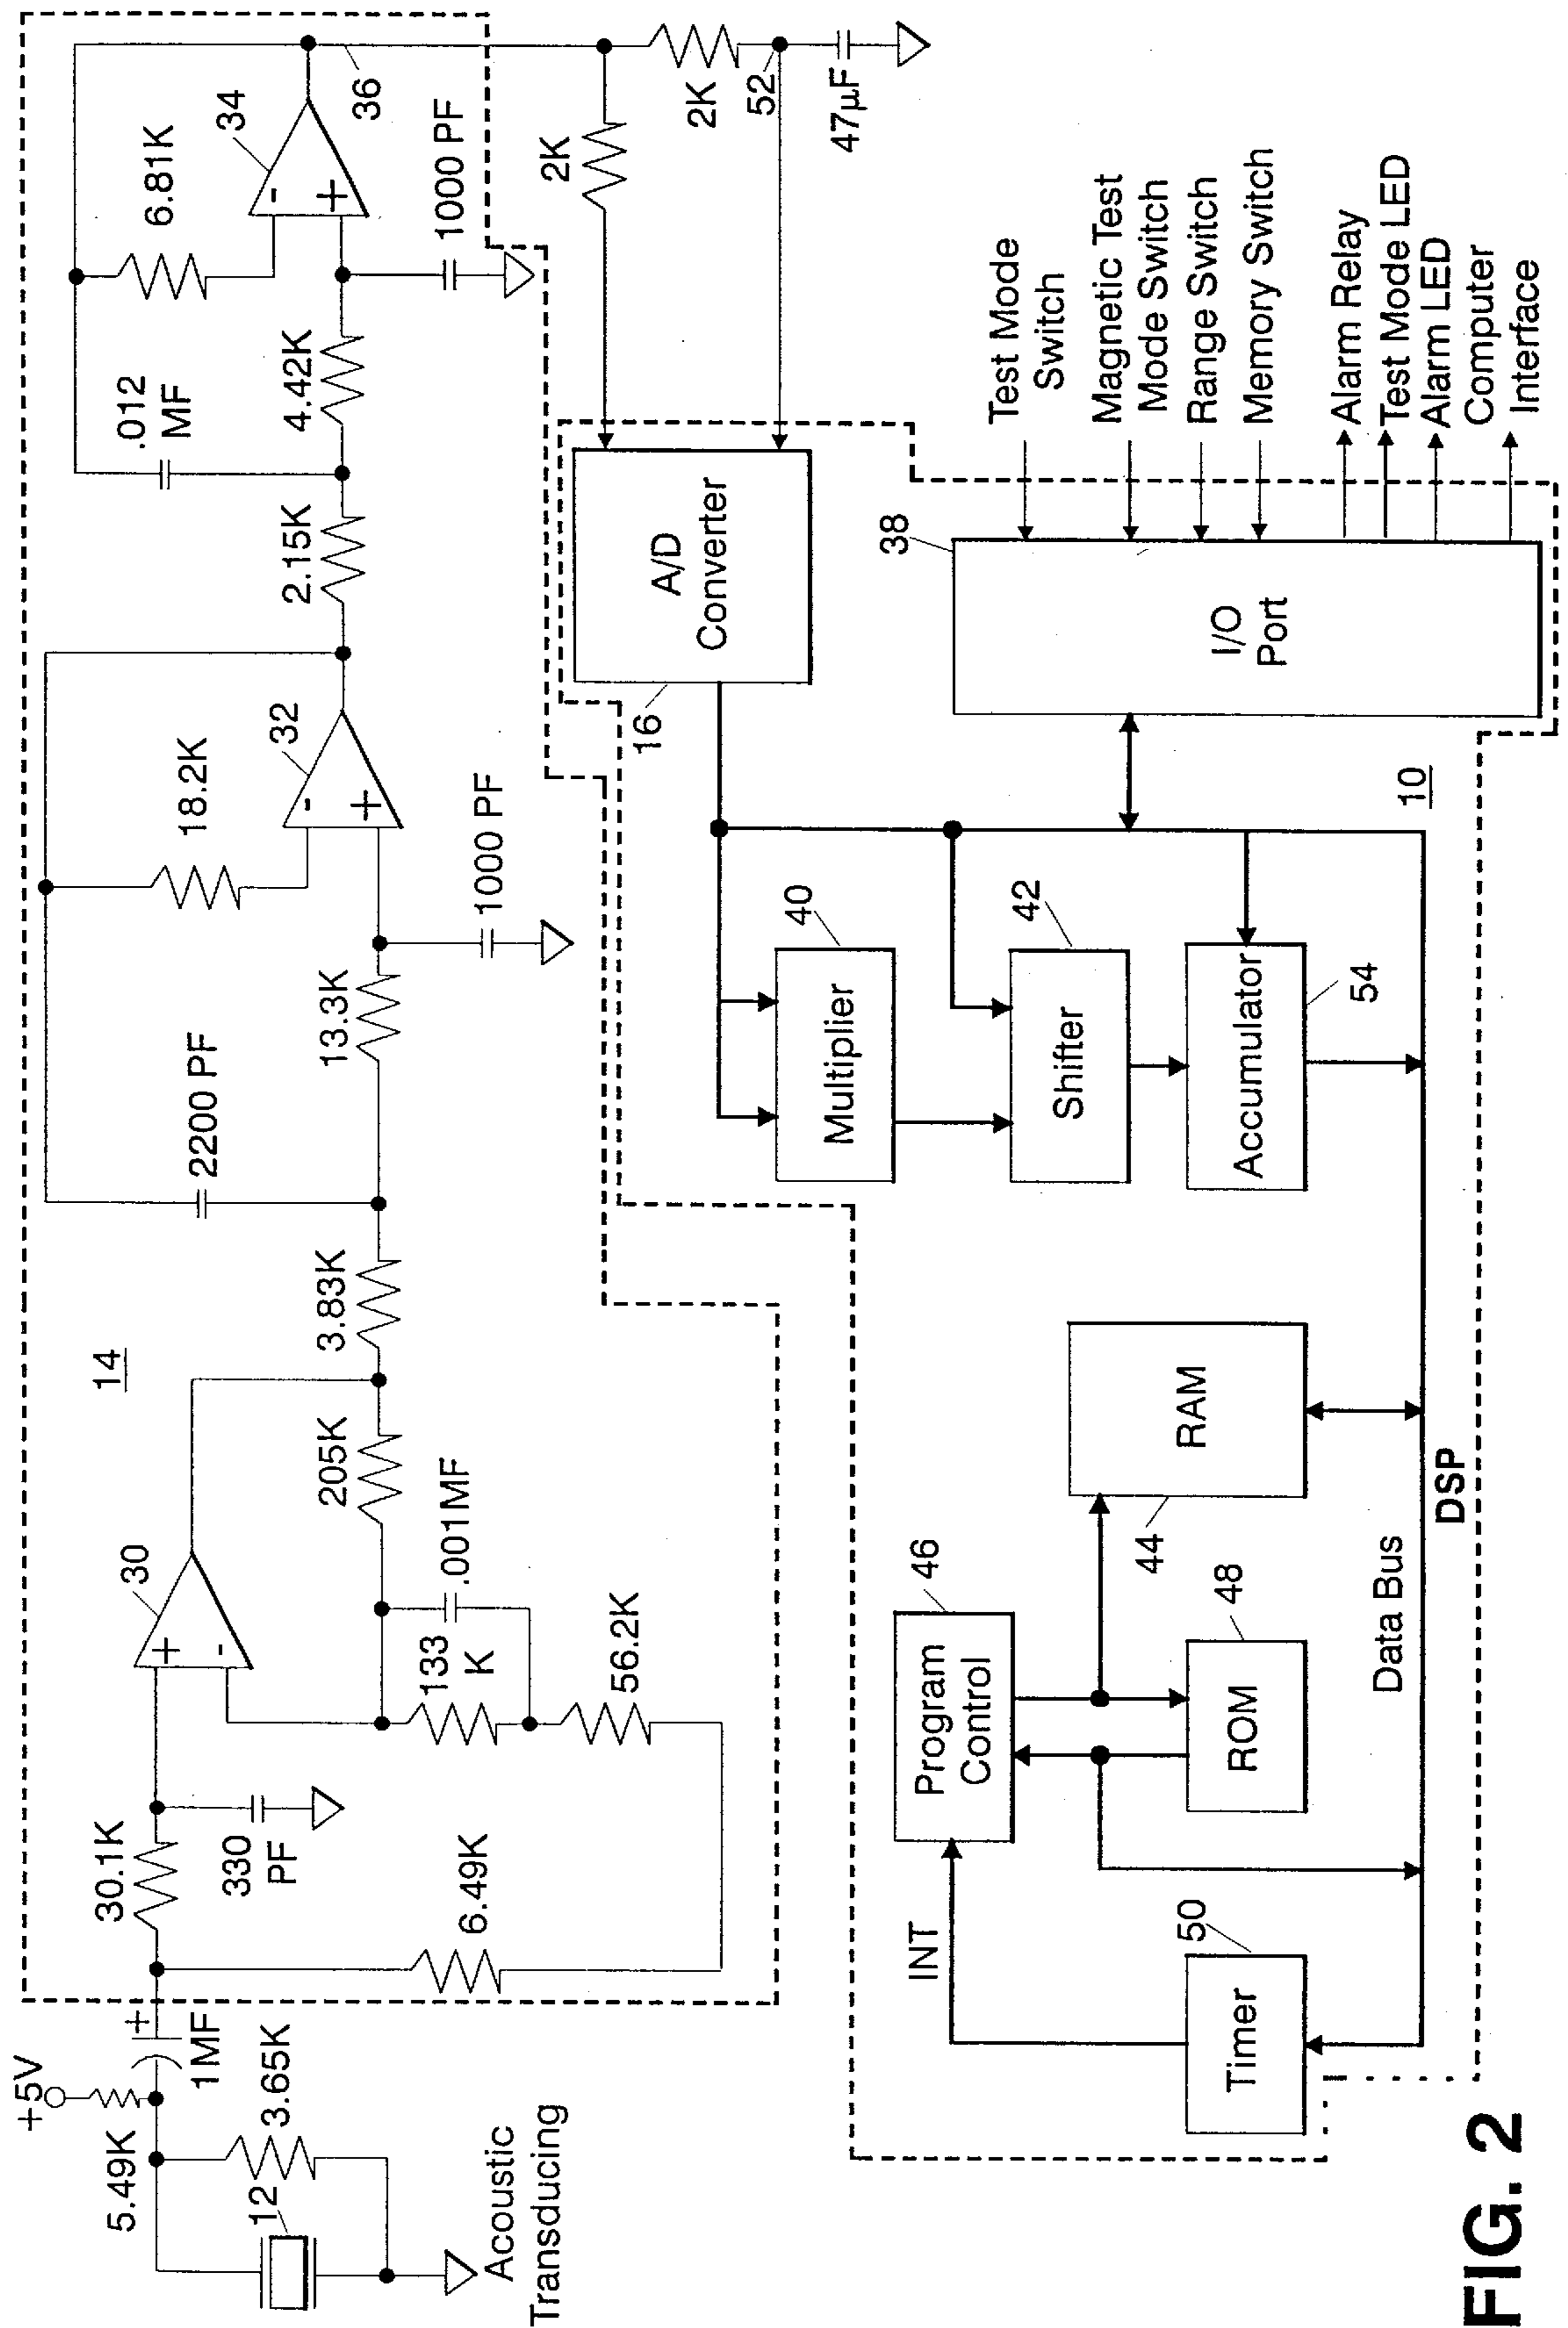 +5V
5.49K
12
3.65K
1MF
+
Acoustic
Transducing
14
30.1K
330
PF
6.49K
30
+
-
133
K
.001MF
56.2K
205K
3.83K
2200 PF
13.3K
1000 PF
18.2K
32
-
+
2.15K
.012
MF
4.42K
6.81K
34
-
+
1000 PF
36
2K
2K
52
47µF
A/D
Converter
16
38
I/O
Port
Test Mode
Switch
Magnetic Test
Mode Switch
Range Switch
Memory Switch
Alarm Relay
Test Mode LED
Alarm LED
Computer
Interface
10
40
Multiplier
42
Shifter
Accumulator
54
RAM
44
46
Program
Control
48
ROM
INT
50
Timer
Data Bus
DSP
FIG. 2